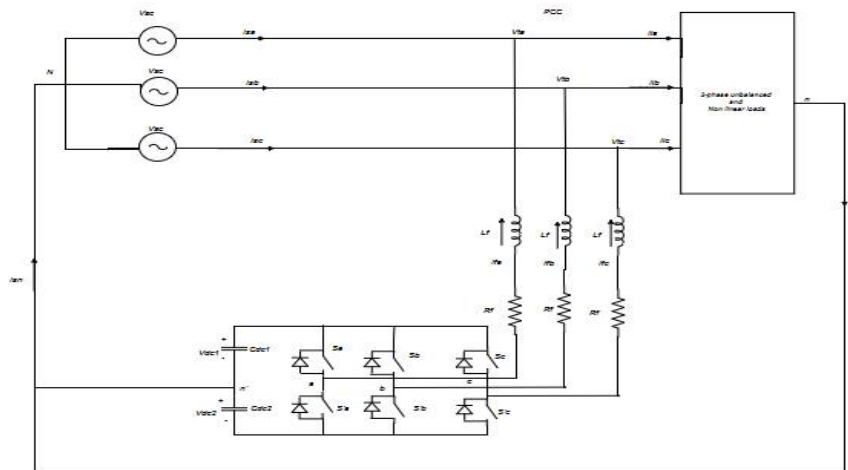 Vsc
PCC
Isa
Vta
Ila
N
Vsc
Isb
Vtb
Ilb
3-phase unbalanced
and
Non linear loads
n
Vsc
Isc
Vtc
Ilc
Lf
Lf
Lf
Ifa
Ifb
Ifc
Isn
Rf
Rf
Rf
+
Vdc1
-
Cdc1
Sa
Sb
Sc
a
b
c
n'
+
Vdc2
-
Cdc2
S'a
S'b
S'c